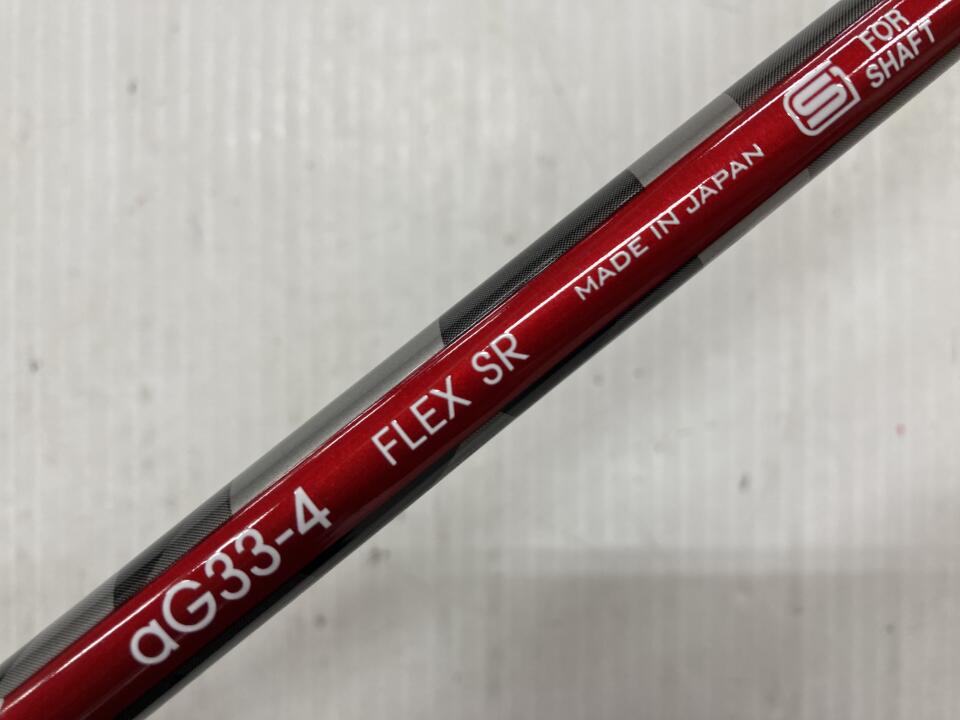 aG33-4 FLEX SR MADE IN JAPAN S FOR
SHAFT